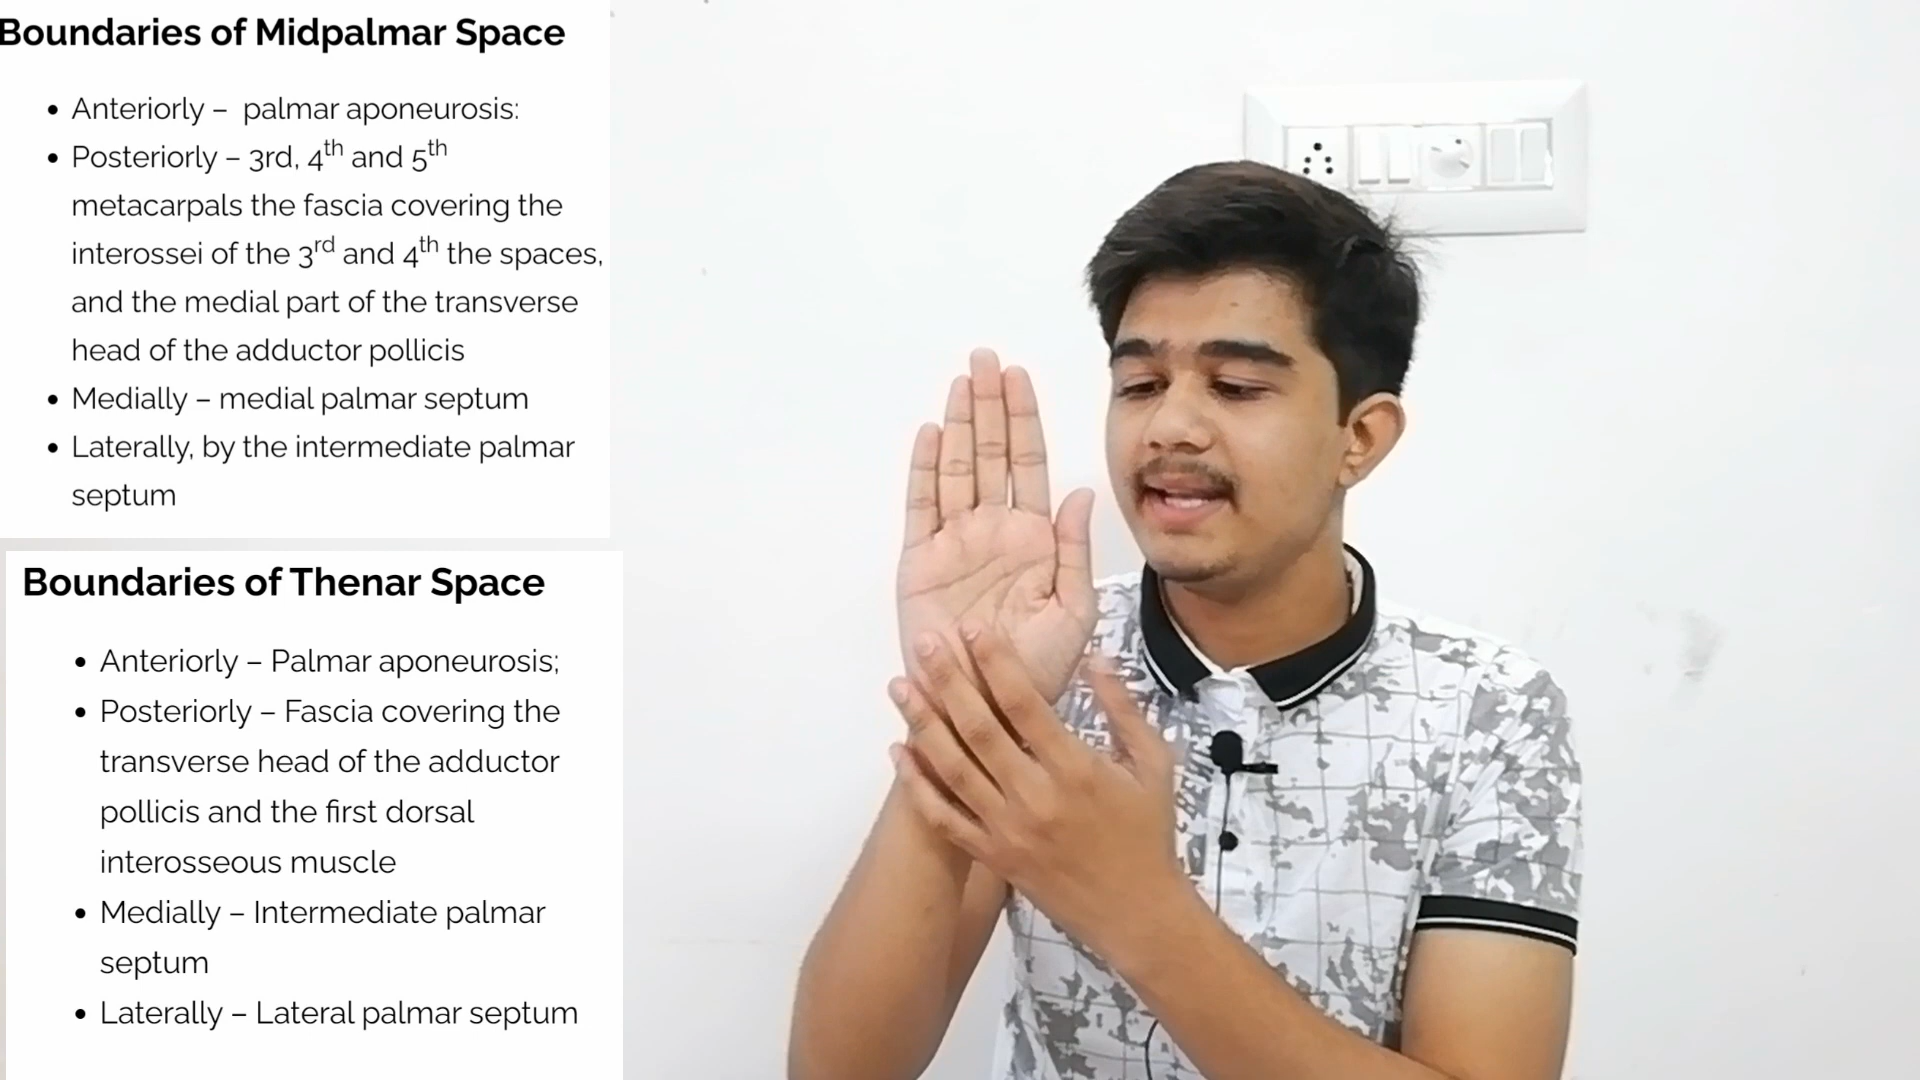 Boundaries of Midpalmar Space
• Anteriorly – palmar aponeurosis:
• Posteriorly – 3rd, 4th and 5th
metacarpals the fascia covering the
interossei of the 3rd and 4th the spaces,
and the medial part of the transverse
head of the adductor pollicis
• Medially – medial palmar septum
• Laterally, by the intermediate palmar
septum
Boundaries of Thenar Space
• Anteriorly – Palmar aponeurosis;
• Posteriorly – Fascia covering the
transverse head of the adductor
pollicis and the first dorsal
interosseous muscle
• Medially – Intermediate palmar
septum
• Laterally – Lateral palmar septum